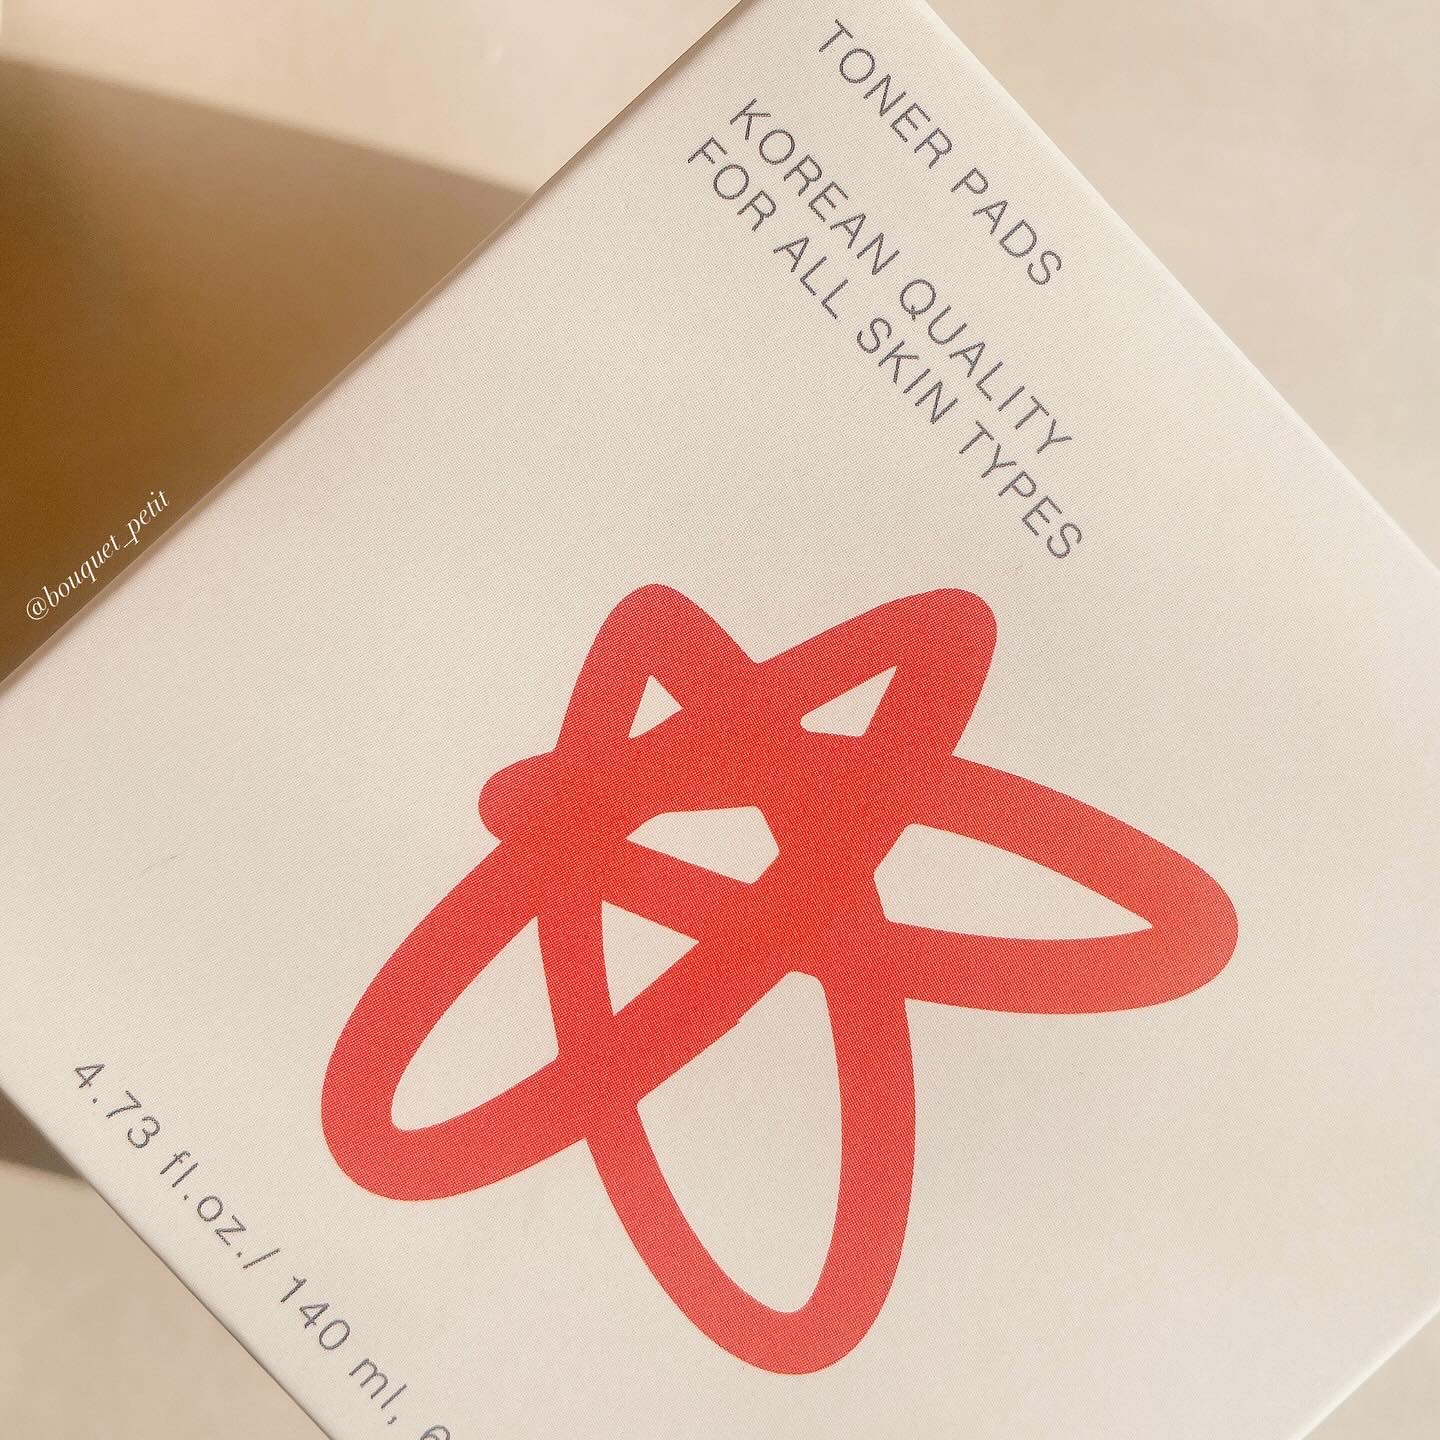 TONER PADS
KOREAN QUALITY
FOR ALL SKIN TYPES
@bouquet_petit
4.73 fl.oz./ 140 ml,